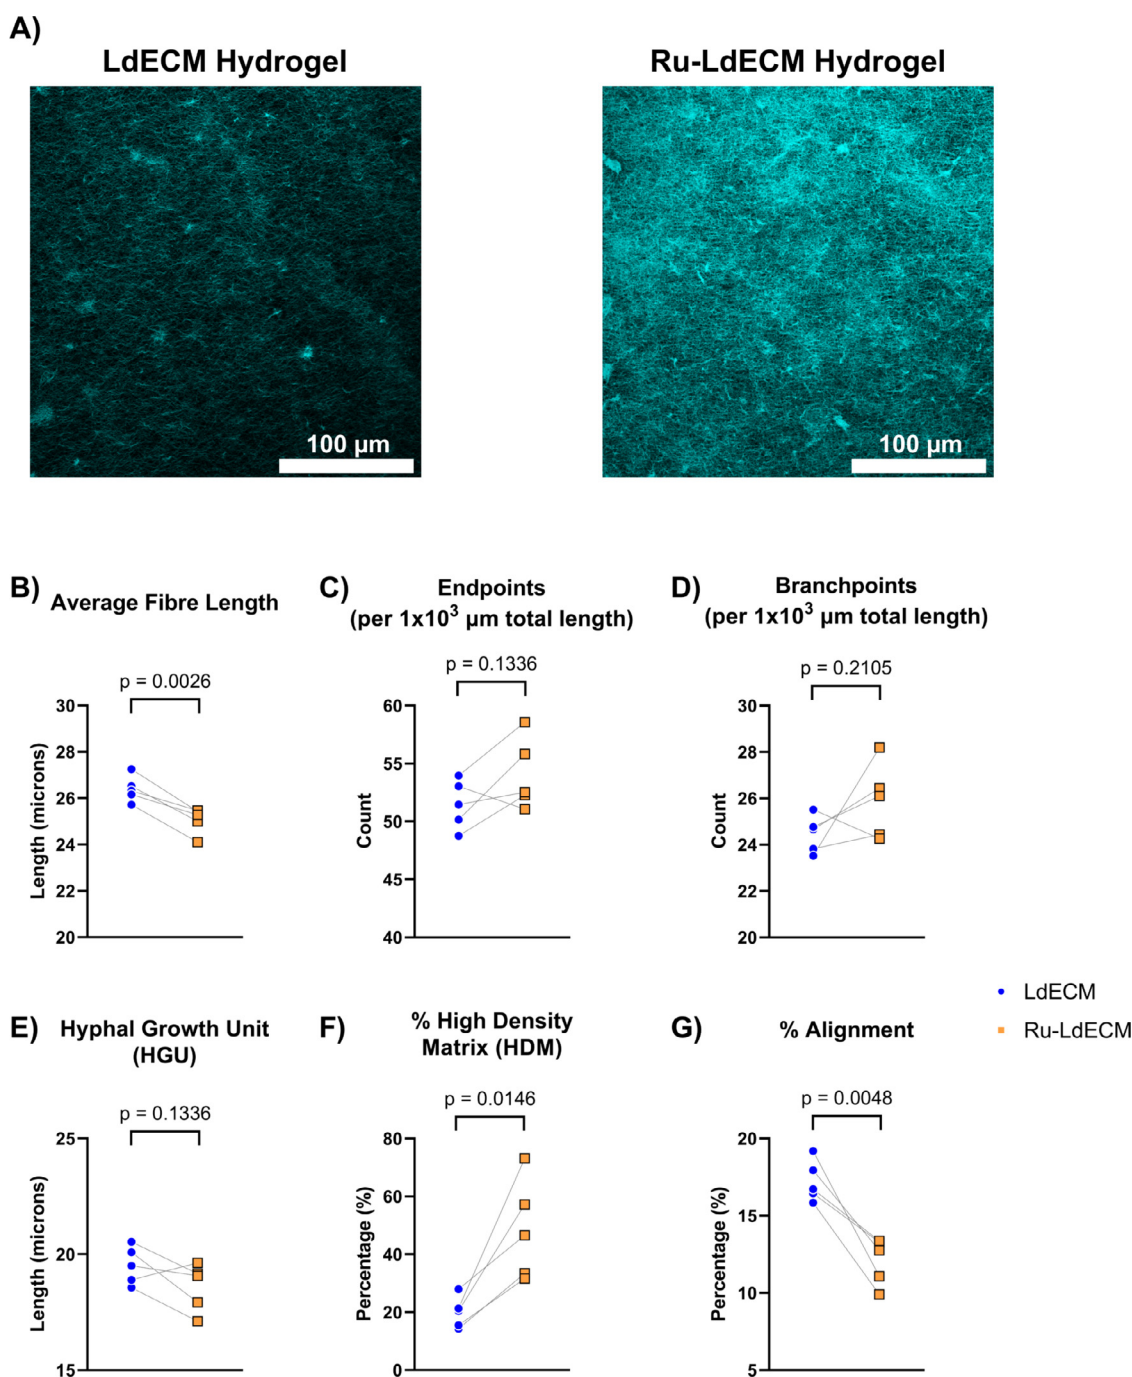 A)
LdECM Hydrogel
Ru-LdECM Hydrogel
100 µm
100 µm
B)
Average Fibre Length
C)
Endpoints
(per 1x10³ µm total length)
D)
Branchpoints
(per 1x10³ µm total length)
p = 0.0026
p = 0.1336
p = 0.2105
Length (microns)
30
28
26
24
22
20
Count
60
55
50
45
40
Count
30
28
26
24
22
20
LdECM
Ru-LdECM
E)
Hyphal Growth Unit
(HGU)
F)
% High Density
Matrix (HDM)
G)
% Alignment
p = 0.1336
p = 0.0146
p = 0.0048
Length (microns)
25
20
15
Percentage (%)
80
60
40
20
0
Percentage (%)
20
15
10
5